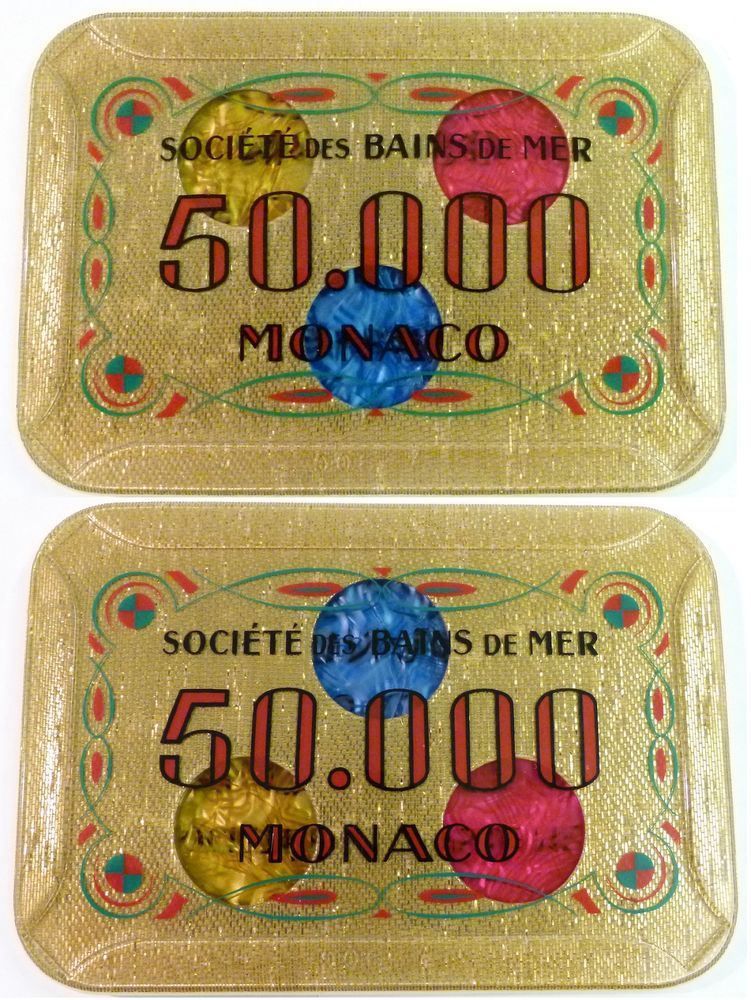 SOCIÉTÉ DES BAINS DE MER
50.000
MONACO
SOCIÉTÉ DES BAINS DE MER
50.000
MONACO